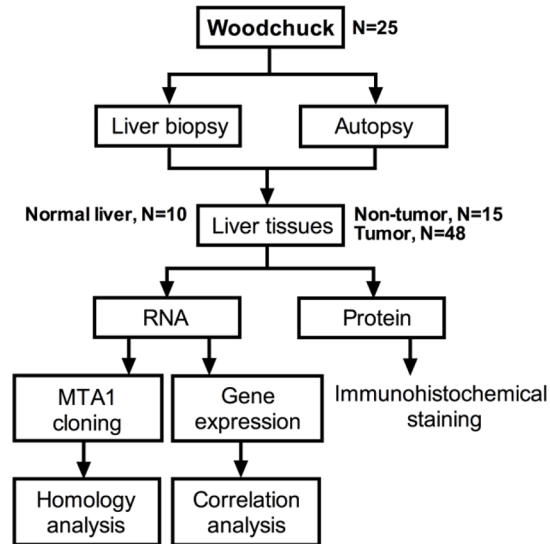 Woodchuck N=25
Liver biopsy
Autopsy
Normal liver, N=10
Liver tissues
Non-tumor, N=15
Tumor, N=48
RNA
Protein
MTA1
cloning
Gene
expression
Immunohistochemical
staining
Homology
analysis
Correlation
analysis